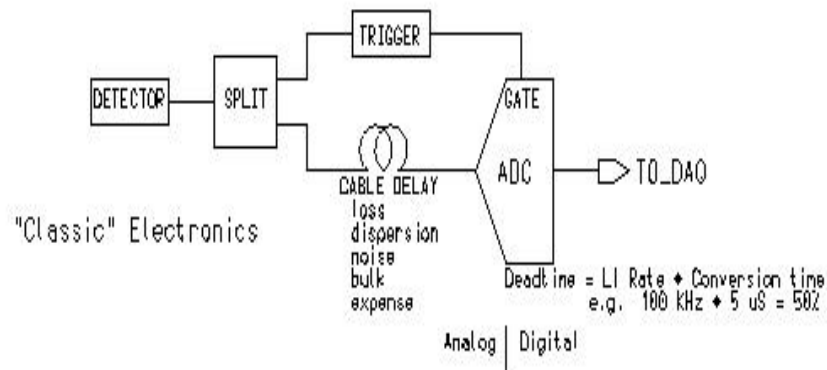 TRIGGER
DETECTOR
SPLIT
GATE
ADC
TO_DAQ
CABLE DELAY
loss
dispersion
noise
bulk
expense
"Classic" Electronics
Deadtime = L1 Rate * Conversion time
e.g. 100 kHz * 5 uS = 50%
Analog | Digital